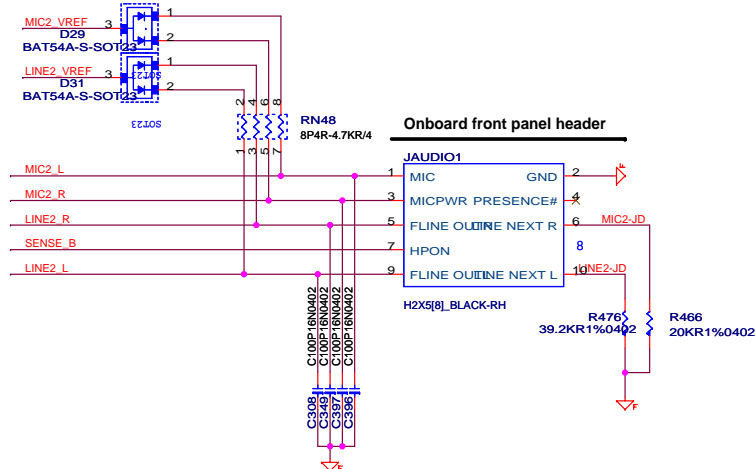 MIC2_VREF 3 1
D29
BAT54A-S-SOT23 2
LINE2_VREF 3 1
D31 SOT23
BAT54A-S-SOT23 2
SOT23
2 4 6 8
RN48
8P4R-4.7KR/4
1 3 5 7
Onboard front panel header
JAUDIO1
MIC2_L 1 MIC GND 2
MIC2_R 3 MICPWR PRESENCE# 4
LINE2_R 5 FLINE OUTR LINE NEXT R 6 MIC2-JD
SENSE_B 7 HPON 8
LINE2_L 9 FLINE OUTL LINE NEXT L 10 LINE2-JD
H2X5[8]_BLACK-RH
C100P16N0402
C100P16N0402
C100P16N0402
C100P16N0402
R476
39.2KR1%0402
R466
20KR1%0402
C308
C349
C397
C396
F
F
F